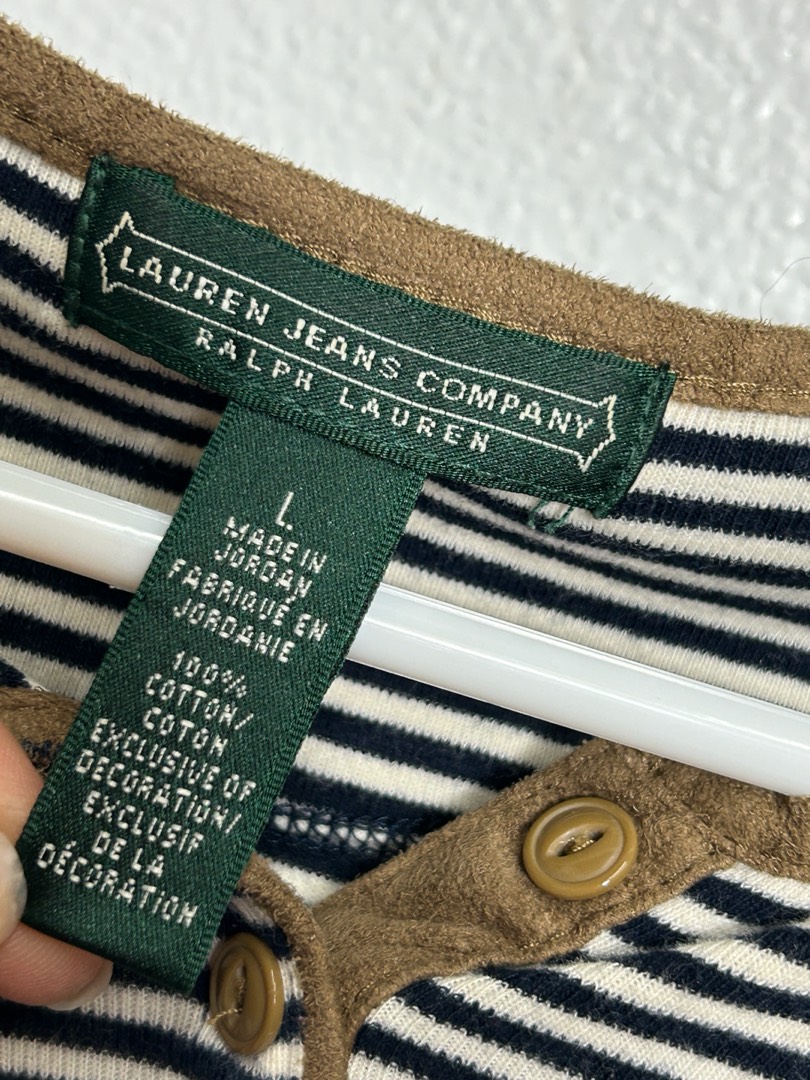 LAUREN JEANS COMPANY
RALPH LAUREN
L
MADE IN
JORDAN
FABRIQUÉ EN
JORDANIE
100%
COTTON/
COTON
EXCLUSIVE OF
DECORATION/
EXCLUSIF
DE LA
DÉCORATION